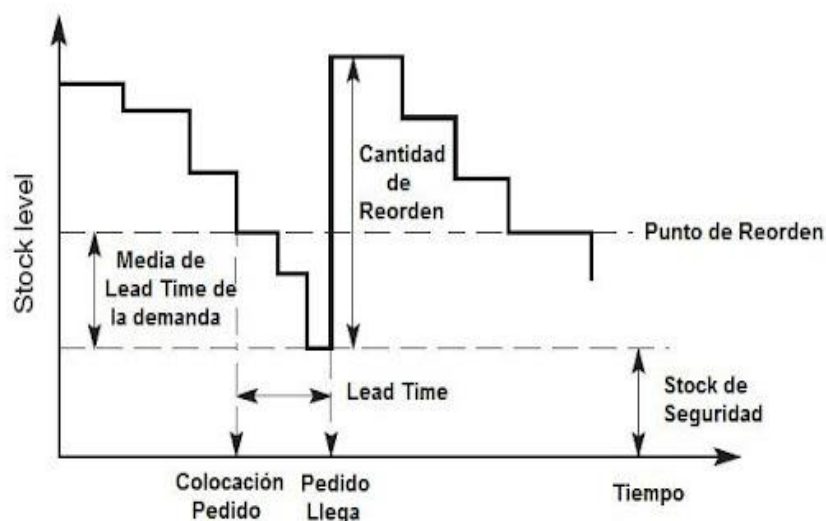 Stock level
Cantidad
de
Reorden
Punto de Reorden
Media de
Lead Time de
la demanda
Lead Time
Stock de
Seguridad
Colocación
Pedido
Pedido
Llega
Tiempo